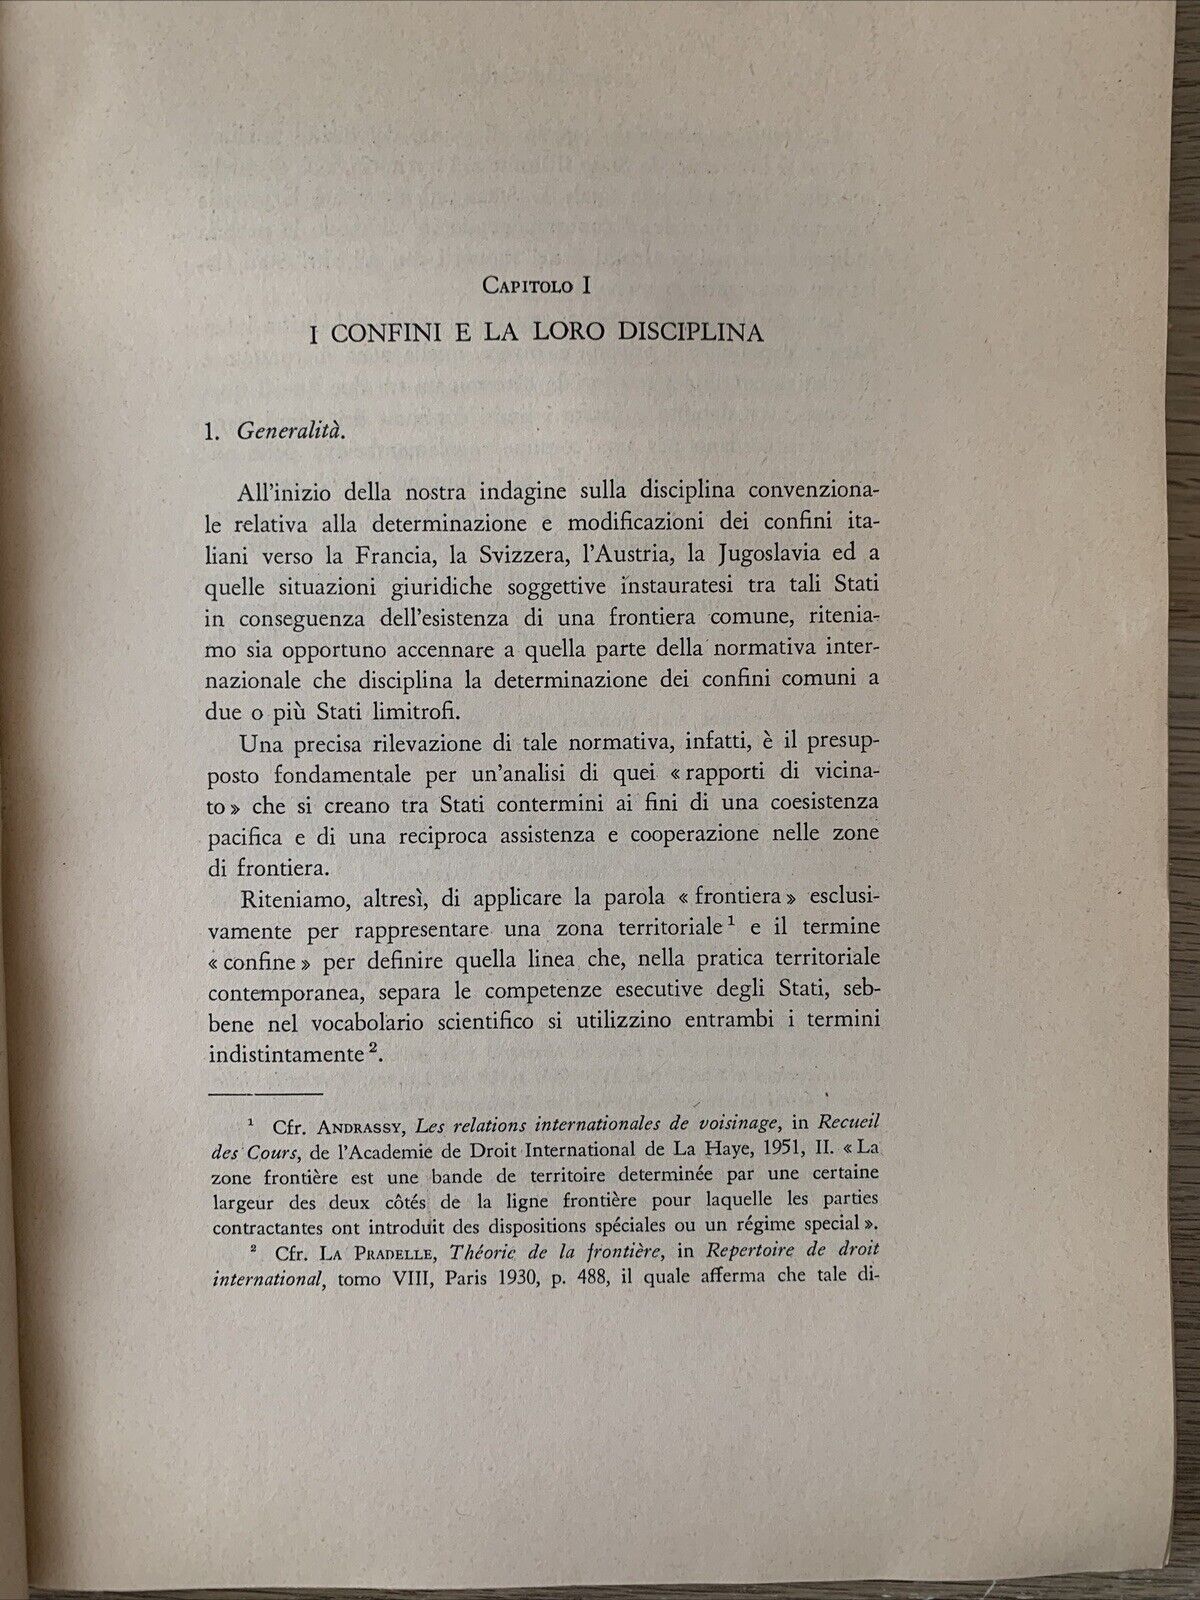 CAPITOLO I
I CONFINI E LA LORO DISCIPLINA
1. Generalità.
All'inizio della nostra indagine sulla disciplina convenziona-
le relativa alla determinazione e modificazioni dei confini ita-
liani verso la Francia, la Svizzera, l'Austria, la Jugoslavia ed a
quelle situazioni giuridiche soggettive instauratesi tra tali Stati
in conseguenza dell'esistenza di una frontiera comune, ritenia-
mo sia opportuno accennare a quella parte della normativa inter-
nazionale che disciplina la determinazione dei confini comuni a
due o più Stati limitrofi.
Una precisa rilevazione di tale normativa, infatti, è il presup-
posto fondamentale per un'analisi di quei « rapporti di vicina-
to » che si creano tra Stati contermini ai fini di una coesistenza
pacifica e di una reciproca assistenza e cooperazione nelle zone
di frontiera.
Riteniamo, altresì, di applicare la parola « frontiera » esclusi-
vamente per rappresentare una zona territoriale ¹ e il termine
« confine » per definire quella linea che, nella pratica territoriale
contemporanea, separa le competenze esecutive degli Stati, seb-
bene nel vocabolario scientifico si utilizzino entrambi i termini
indistintamente ².
¹ Cfr. ANDRASSY, Les relations internationales de voisinage, in Recueil
des Cours, de l'Academie de Droit International de La Haye, 1951, II. « La
zone frontière est une bande de territoire determinée par une certaine
largeur des deux côtés de la ligne frontière pour laquelle les parties
contractantes ont introduit des dispositions spéciales ou un régime special ».
² Cfr. LA PRADELLE, Théorie de la frontière, in Repertoire de droit
international, tomo VIII, Paris 1930, p. 488, il quale afferma che tale di-